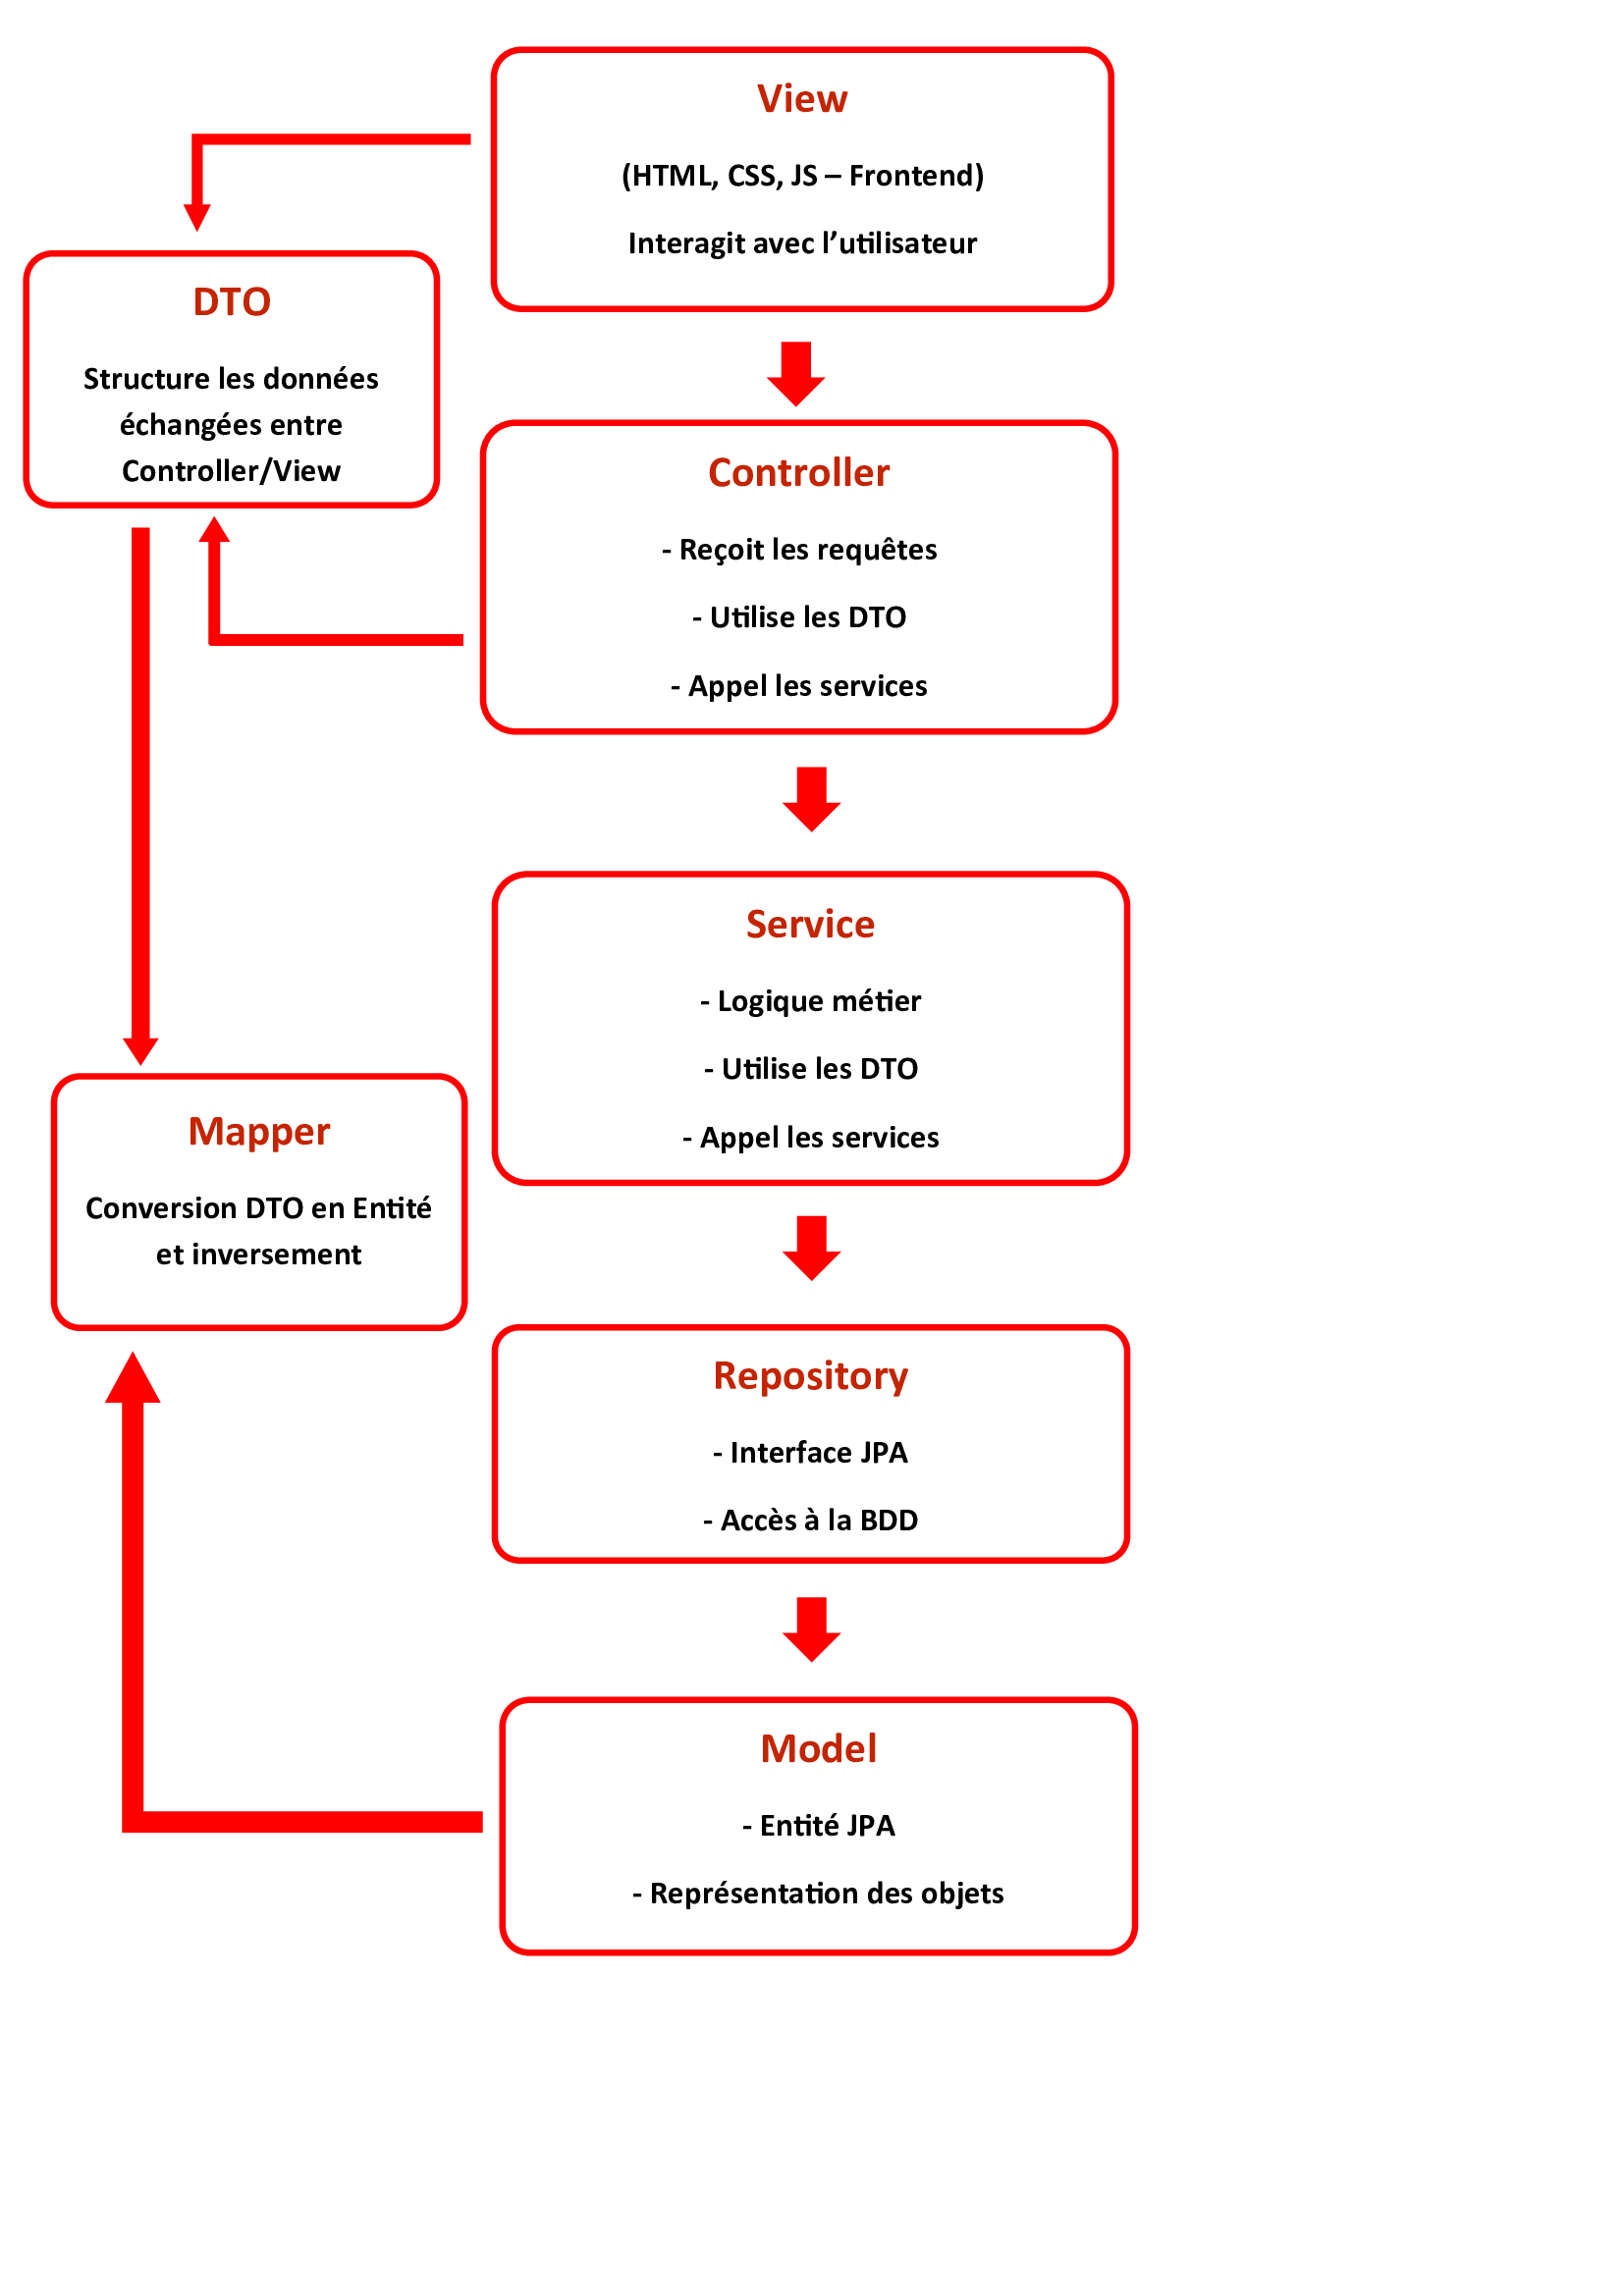 View
(HTML, CSS, JS – Frontend)
Interagit avec l’utilisateur
DTO
Structure les données
échangées entre
Controller/View
Controller
- Reçoit les requêtes
- Utilise les DTO
- Appel les services
Service
- Logique métier
- Utilise les DTO
- Appel les services
Mapper
Conversion DTO en Entité
et inversement
Repository
- Interface JPA
- Accès à la BDD
Model
- Entité JPA
- Représentation des objets